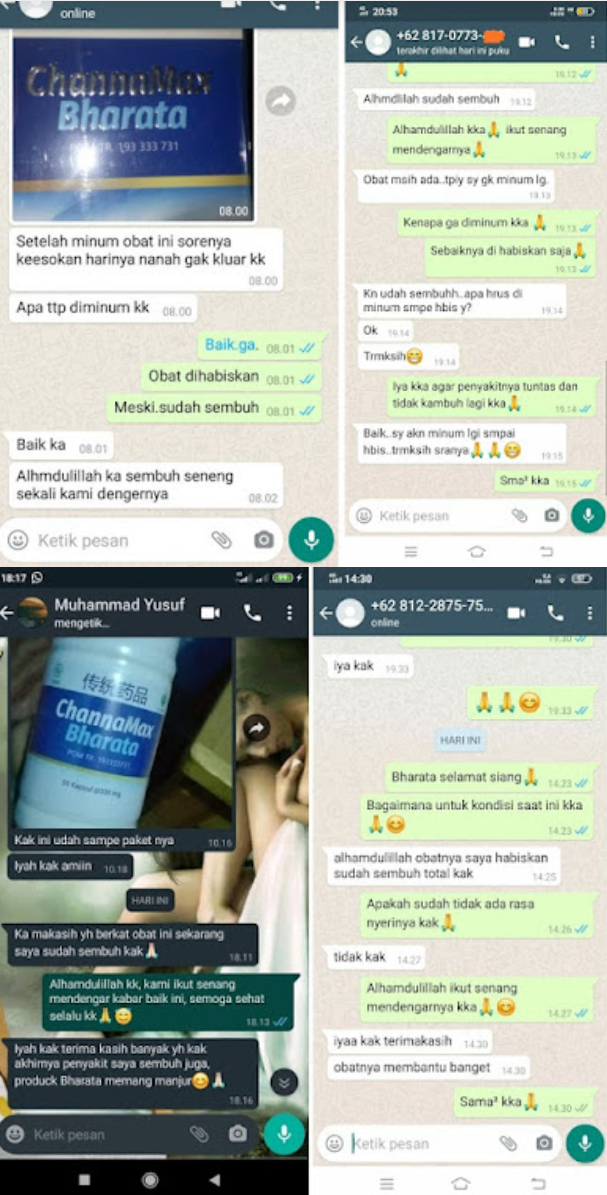 online
ChannaMax
Bharata
POM TR. 193 333 731
08.00
Setelah minum obat ini sorenya
keesokan harinya nanah gak kluar kk
08.00
Apa ttp diminum kk 08.00
Baik.ga. 08.01
Obat dihabiskan 08.01
Meski.sudah sembuh 08.01
Baik ka 08.01
Alhmdulillah ka sembuh seneng
sekali kami dengernya 08.02
Ketik pesan
20:53
+62 817-0773-
terakhir dilihat hari ini puku
19.12
Alhmdlilah sudah sembuh 19.12
Alhamdulillah kka🙏 ikut senang
mendengarnya🙏 19.13
Obat msih ada..tpiy sy gk minum lg.
19.13
Kenapa ga diminum kka 🙏 19.13
Sebaiknya di habiskan saja🙏
19.13
Kn udah sembuhh..apa hrus di
minum smpe hbis y? 19.14
Ok 19.14
Trmksih😁 19.14
Iya kka agar penyakitnya tuntas dan
tidak kambuh lagi kka🙏 19.14
Baik..sy akn minum lgi smpai
hbis..trmksih sranya🙏🙏😁 19.15
Sma² kka 19.15
Ketik pesan
18:17
Muhammad Yusuf
mengetik...
传统药品
ChannaMax
Bharata
POM TR. 193333731
Kak ini udah sampe paket nya 10.16
Iyah kak amiin 10.18
HARI INI
Ka makasih yh berkat obat ini sekarang
saya sudah sembuh kak🙏🏻 18.11
Alhamdulillah kk, kami ikut senang
mendengar kabar baik ini, semoga sehat
selalu kk🙏😊 18.13
Iyah kak terima kasih banyak yh kak
akhirnya penyakit saya sembuh juga,
produck Bharata memang manjur😊🙏🏻
18.16
Ketik pesan
14:30
+62 812-2875-75...
online
19.30
iya kak 19.33
🙏🙏😊 19.33
HARI INI
Bharata selamat siang🙏 14.23
Bagaimana untuk kondisi saat ini kka
🙏😊 14.23
alhamdulillah obatnya saya habiskan
sudah sembuh total kak 14.25
Apakah sudah tidak ada rasa
nyerinya kak🙏 14.26
tidak kak 14.27
Alhamdulillah ikut senang
mendengarnya kka🙏😊 14.27
iyaa kak terimakasih 14.30
obatnya membantu banget 14.30
Sama² kka🙏 14.30
Ketik pesan